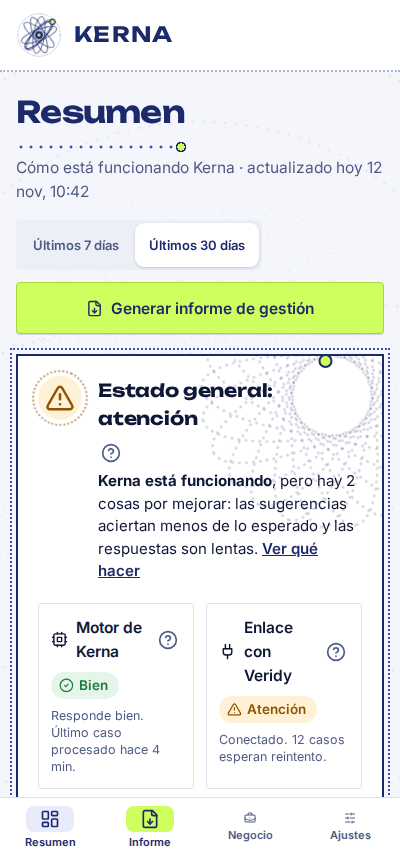 KERNA
Resumen
Cómo está funcionando Kerna · actualizado hoy 12
nov, 10:42
Últimos 7 días
Últimos 30 días
Generar informe de gestión
Estado general:
atención
Kerna está funcionando, pero hay 2
cosas por mejorar: las sugerencias
aciertan menos de lo esperado y las
respuestas son lentas. Ver qué
hacer
Motor de
Kerna
Bien
Responde bien.
Último caso
procesado hace 4
min.
Enlace
con
Veridy
Atención
Conectado. 12 casos
esperan reintento.
Resumen
Informe
Negocio
Ajustes